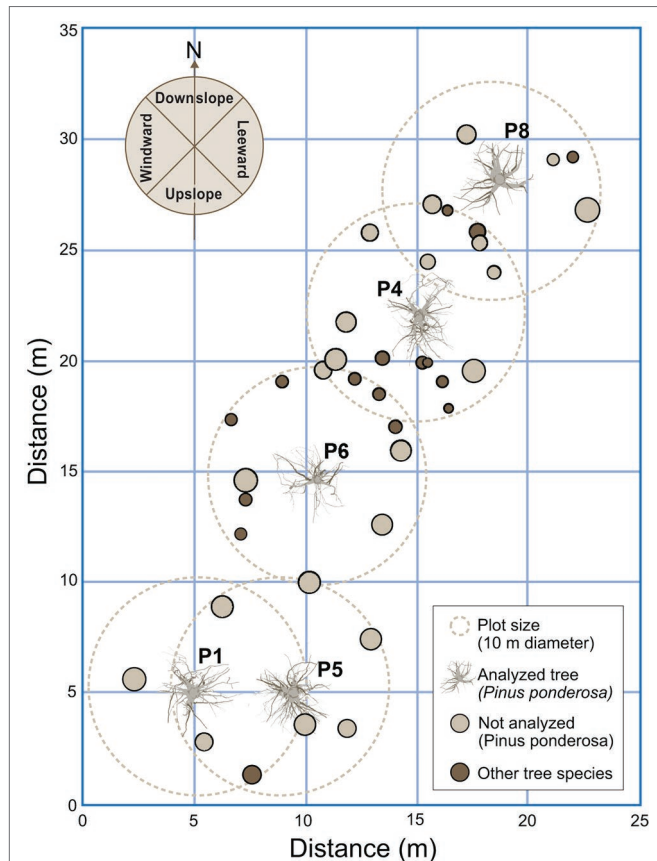 35
30
25
20
15
10
5
0
Distance (m)
N
Downslope
Windward
Leeward
Upslope
P8
P4
P6
P1
P5
Plot size
(10 m diameter)
Analyzed tree
(Pinus ponderosa)
Not analyzed
(Pinus ponderosa)
Other tree species
0
5
10
15
20
25
Distance (m)